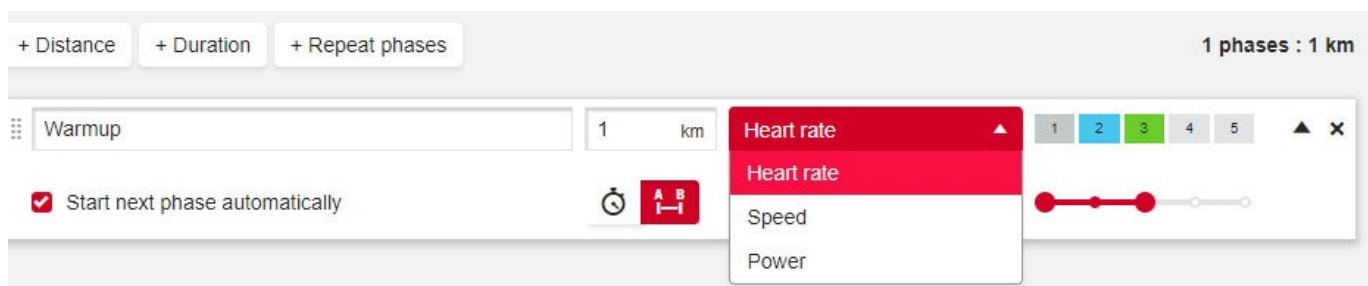 + Distance + Duration + Repeat phases 1 phases : 1 km
Warmup 1 km Heart rate 1 2 3 4 5
Heart rate
Start next phase automatically A B
Speed
Power